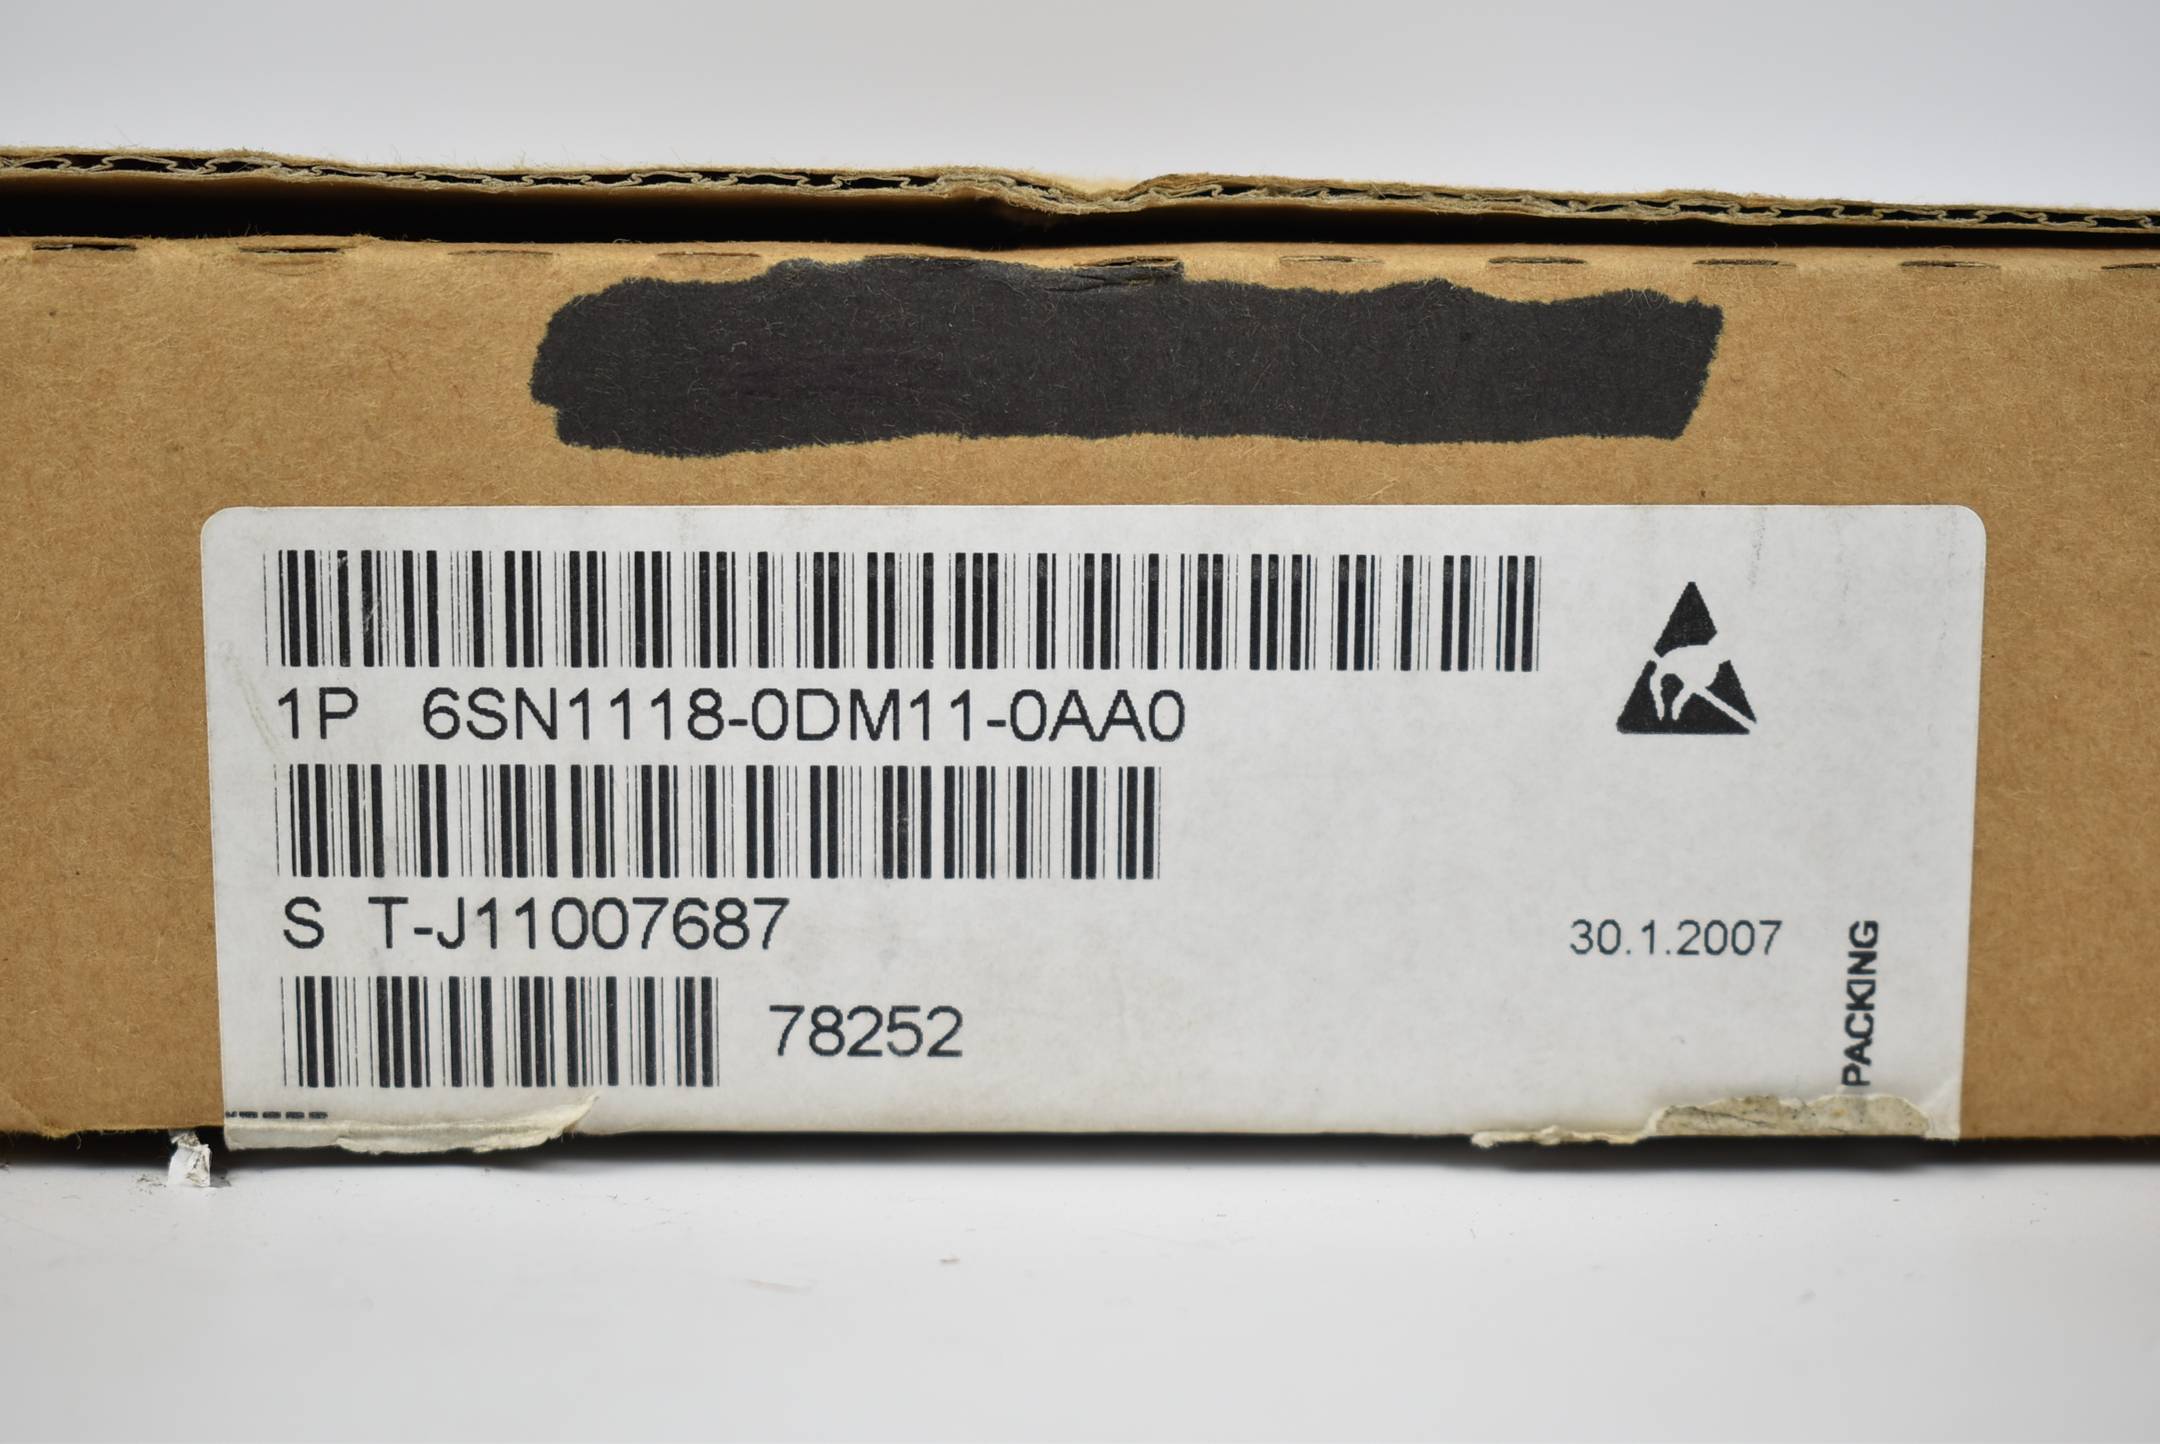 1P 6SN1118-0DM11-0AA0
S T-J11007687
30.1.2007
78252
PACKING